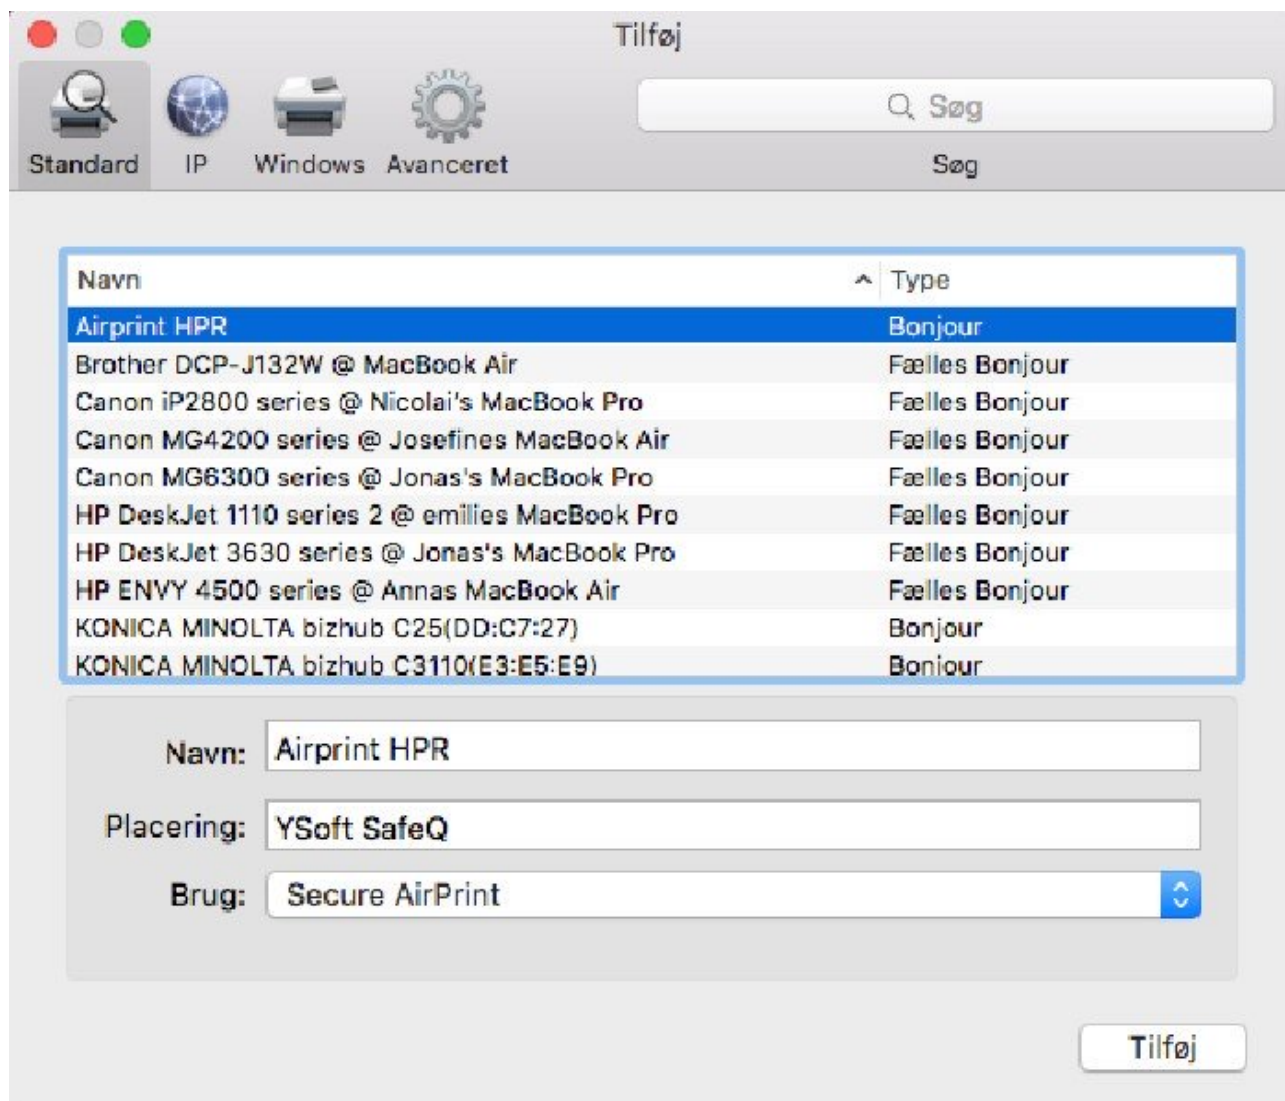 Tilføj
Standard IP Windows Avanceret
Søg
Søg
Navn Type
Airprint HPR Bonjour
Brother DCP-J132W @ MacBook Air Fælles Bonjour
Canon iP2800 series @ Nicolai's MacBook Pro Fælles Bonjour
Canon MG4200 series @ Josefines MacBook Air Fælles Bonjour
Canon MG6300 series @ Jonas's MacBook Pro Fælles Bonjour
HP DeskJet 1110 series 2 @ emilies MacBook Pro Fælles Bonjour
HP DeskJet 3630 series @ Jonas's MacBook Pro Fælles Bonjour
HP ENVY 4500 series @ Annas MacBook Air Fælles Bonjour
KONICA MINOLTA bizhub C25(DD:C7:27) Bonjour
KONICA MINOLTA bizhub C3110(E3:E5:E9) Bonjour
Navn: Airprint HPR
Placering: YSoft SafeQ
Brug: Secure AirPrint
Tilføj